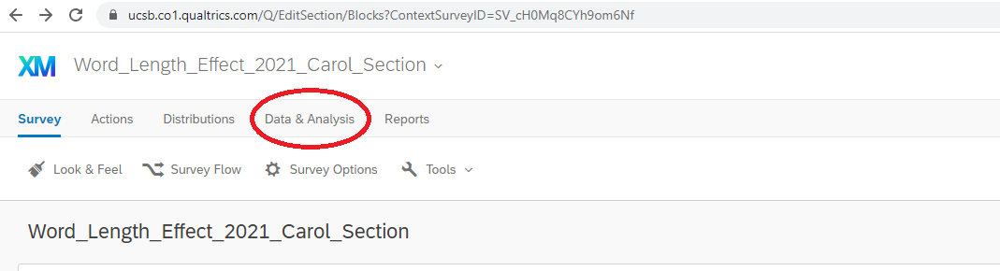 ucsb.co1.qualtrics.com/Q/EditSection/Blocks?ContextSurveyID=SV_cH0Mq8CYh9om6Nf
XM Word_Length_Effect_2021_Carol_Section
Survey Actions Distributions Data & Analysis Reports
Look & Feel Survey Flow Survey Options Tools
Word_Length_Effect_2021_Carol_Section